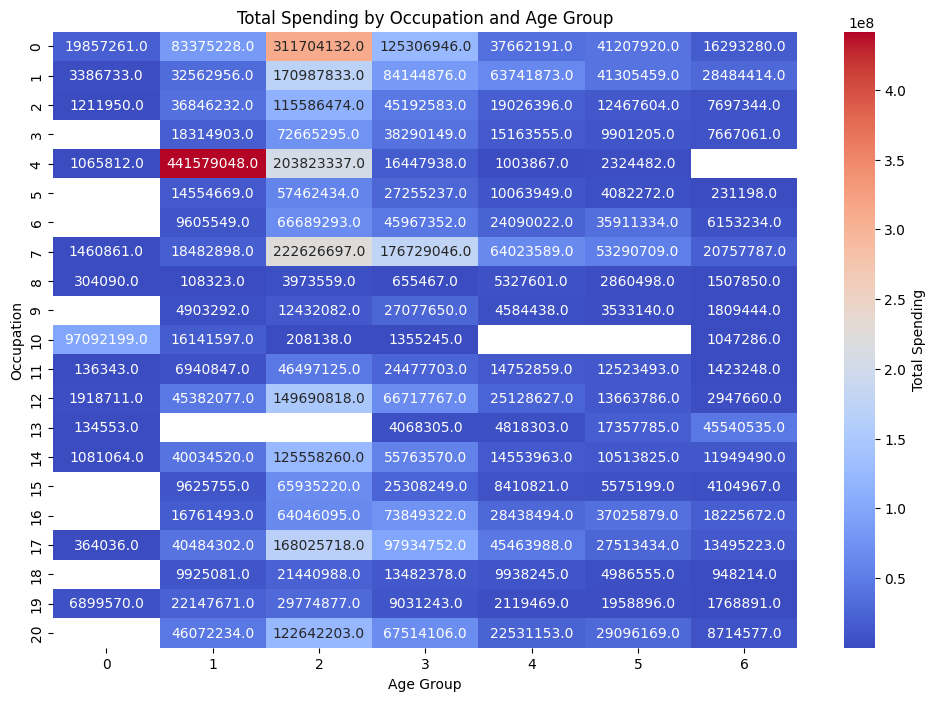 Total Spending by Occupation and Age Group
1e8
0 19857261.0 83375228.0 311704132.0 125306946.0 37662191.0 41207920.0 16293280.0
1 3386733.0 32562956.0 170987833.0 84144876.0 63741873.0 41305459.0 28484414.0
2 1211950.0 36846232.0 115586474.0 45192583.0 19026396.0 12467604.0 7697344.0
3 18314903.0 72665295.0 38290149.0 15163555.0 9901205.0 7667061.0
4 1065812.0 441579048.0 203823337.0 16447938.0 1003867.0 2324482.0
5 14554669.0 57462434.0 27255237.0 10063949.0 4082272.0 231198.0
6 9605549.0 66689293.0 45967352.0 24090022.0 35911334.0 6153234.0
7 1460861.0 18482898.0 222626697.0 176729046.0 64023589.0 53290709.0 20757787.0
8 304090.0 108323.0 3973559.0 655467.0 5327601.0 2860498.0 1507850.0
9 4903292.0 12432082.0 27077650.0 4584438.0 3533140.0 1809444.0
10 97092199.0 16141597.0 208138.0 1355245.0 1047286.0
11 136343.0 6940847.0 46497125.0 24477703.0 14752859.0 12523493.0 1423248.0
12 1918711.0 45382077.0 149690818.0 66717767.0 25128627.0 13663786.0 2947660.0
13 134553.0 4068305.0 4818303.0 17357785.0 45540535.0
14 1081064.0 40034520.0 125558260.0 55763570.0 14553963.0 10513825.0 11949490.0
15 9625755.0 65935220.0 25308249.0 8410821.0 5575199.0 4104967.0
16 16761493.0 64046095.0 73849322.0 28438494.0 37025879.0 18225672.0
17 364036.0 40484302.0 168025718.0 97934752.0 45463988.0 27513434.0 13495223.0
18 9925081.0 21440988.0 13482378.0 9938245.0 4986555.0 948214.0
19 6899570.0 22147671.0 29774877.0 9031243.0 2119469.0 1958896.0 1768891.0
20 46072234.0 122642203.0 67514106.0 22531153.0 29096169.0 8714577.0
0 1 2 3 4 5 6
Age Group
Occupation
4.0
3.5
3.0
2.5
2.0
1.5
1.0
0.5
Total Spending